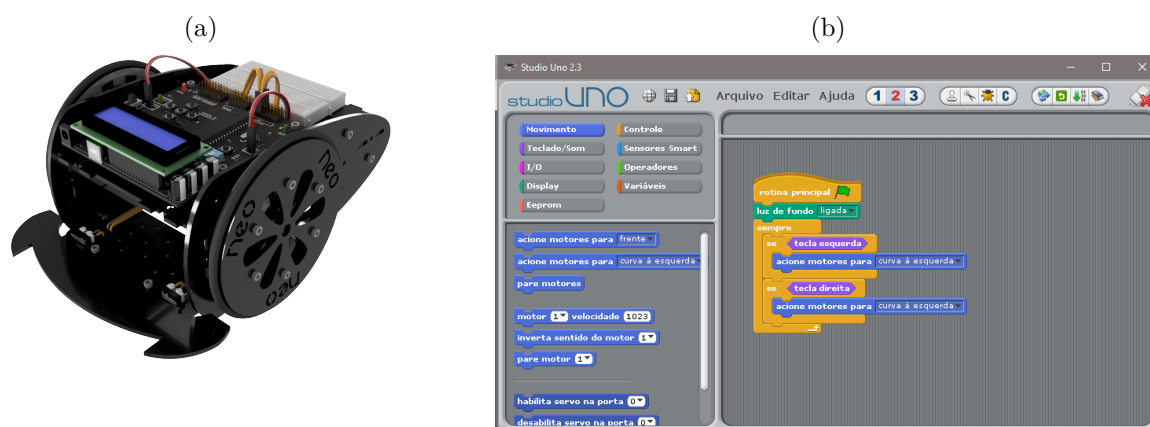 (a)
(b)
neo
neo
neo
Studio Uno 2.3
studio UNO
Arquivo Editar Ajuda 1 2 3 C
Movimento
Controle
Teclado/Som
Sensores Smart
I/O
Operadores
Display
Variáveis
Eeprom
acione motores para frente
acione motores para curva à esquerda
pare motores
motor 1 velocidade 1023
inverta sentido do motor 1
pare motor 1
habilita servo na porta 0
desabilita servo na porta 0
rotina principal
luz de fundo ligada
sempre
se tecla esquerda
acione motores para curva à esquerda
se tecla direita
acione motores para curva à esquerda